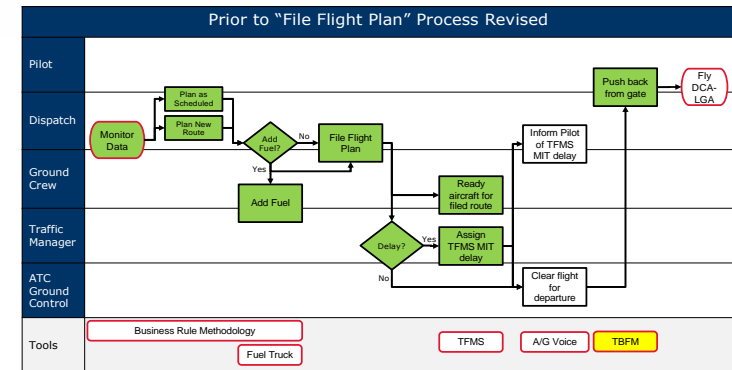 Prior to “File Flight Plan” Process Revised
Pilot
Plan as
Scheduled
Push back
from gate
Fly
DCA-
LGA
Dispatch
Monitor
Data
Plan New
Route
Add
Fuel?
No
Yes
File Flight
Plan
Inform Pilot
of TFMS
MIT delay
Ground
Crew
Add Fuel
Ready
aircraft for
filed route
Traffic
Manager
Delay?
Yes
No
Assign
TFMS MIT
delay
ATC
Ground
Control
Clear flight
for
departure
Tools
Business Rule Methodology
Fuel Truck
TFMS
A/G Voice
TBFM